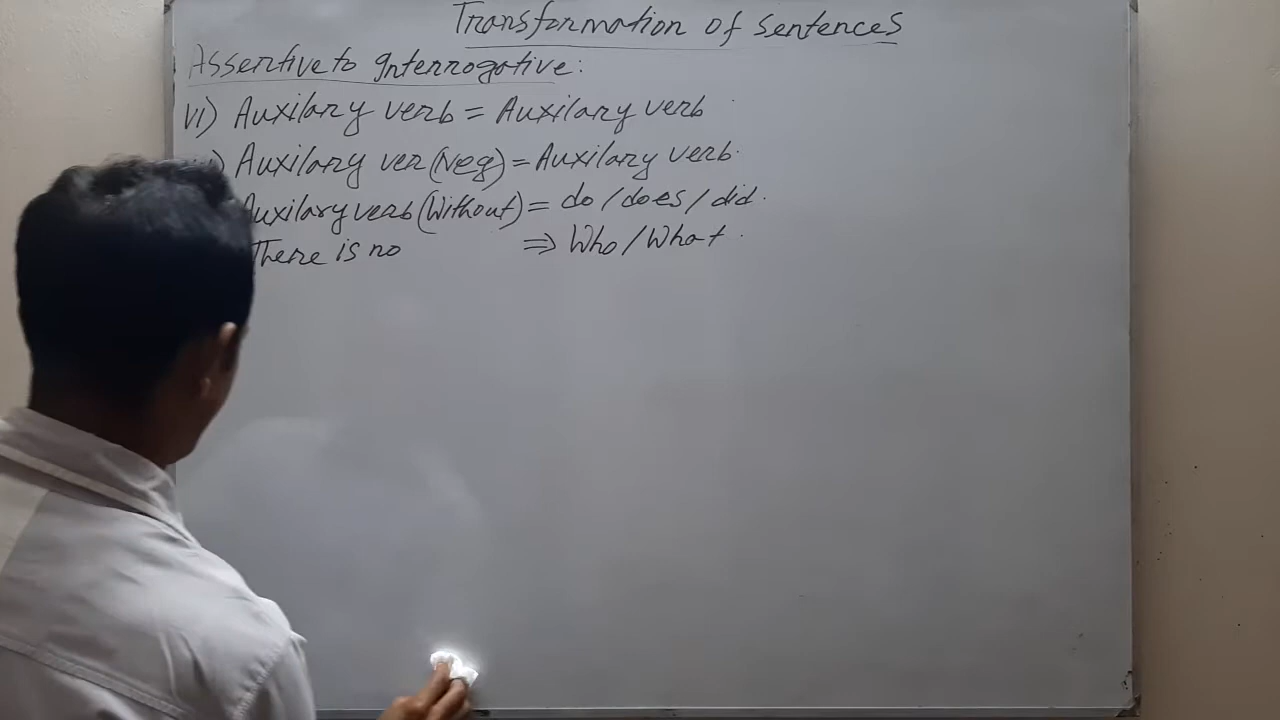 Transformation of Sentences
Assertive to Interrogative:
vi) Auxilary verb = Auxilary verb
) Auxilary ver (Neg) = Auxilary verb.
Auxilary verb (Without) = do / does / did.
There is no ⇒ Who / What.